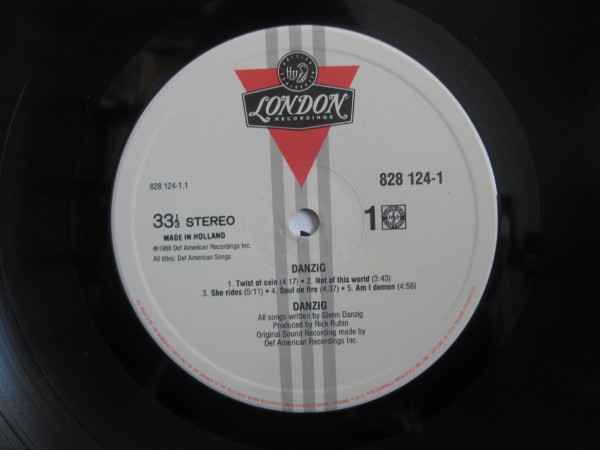 LONDON
RECORDINGS
828 124-1.1
828 124-1
33⅓ STEREO
1
MADE IN HOLLAND
℗1988 Def American Recordings Inc.
All titles: Def American Songs
DANZIG
1. Twist of cain (4:17) • 2. Not of this world (3:43)
3. She rides (5:11) • 4. Soul on fire (4:37) • 5. Am I demon (4:58)
DANZIG
All songs written by Glenn Danzig
Produced by Rick Rubin
Original Sound Recording made by
Def American Recordings Inc.